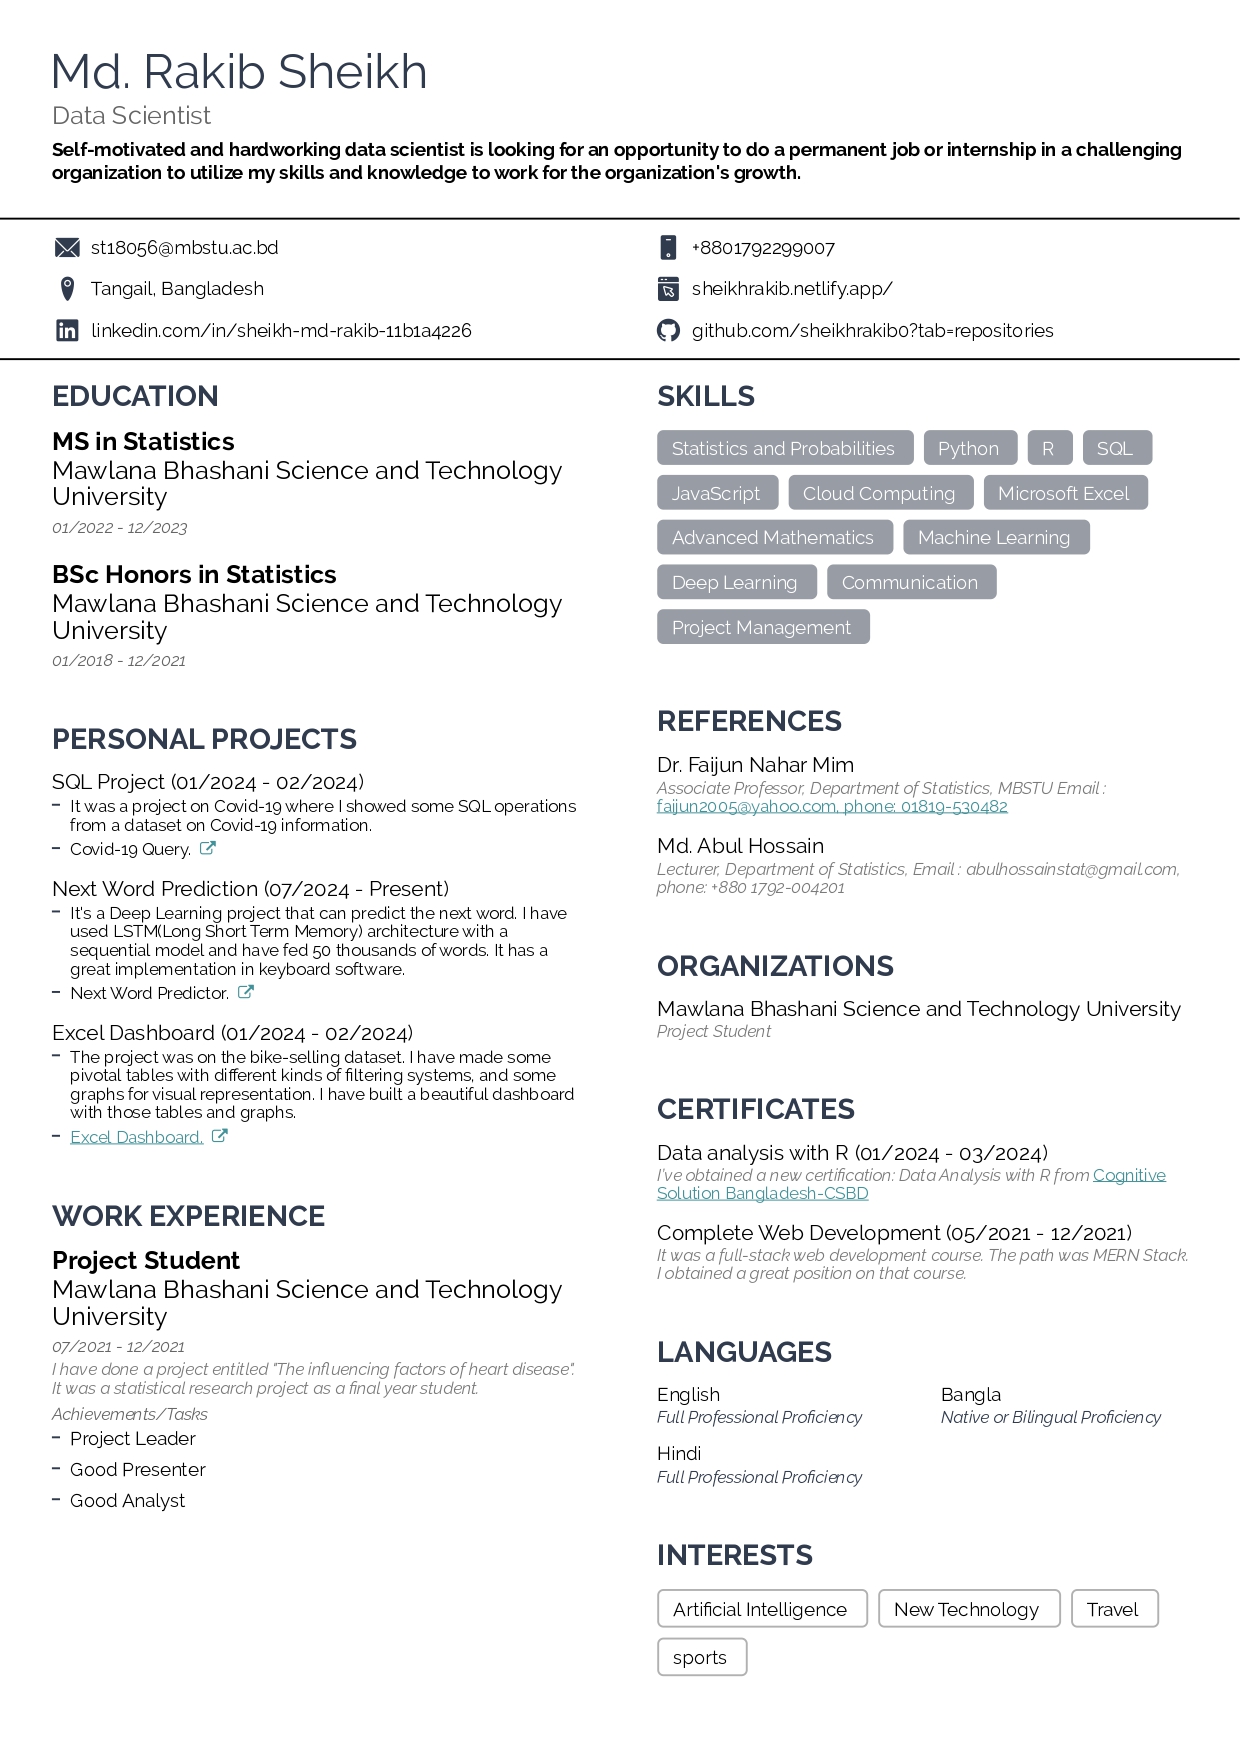 Md. Rakib Sheikh
Data Scientist
Self-motivated and hardworking data scientist is looking for an opportunity to do a permanent job or internship in a challenging
organization to utilize my skills and knowledge to work for the organization's growth.
st18056@mbstu.ac.bd
+8801792299007
Tangail, Bangladesh
sheikhrakib.netlify.app/
linkedin.com/in/sheikh-md-rakib-11b1a4226
github.com/sheikhrakib0?tab=repositories
EDUCATION
MS in Statistics
Mawlana Bhashani Science and Technology
University
01/2022 - 12/2023
BSc Honors in Statistics
Mawlana Bhashani Science and Technology
University
01/2018 - 12/2021
PERSONAL PROJECTS
SQL Project (01/2024 - 02/2024)
– It was a project on Covid-19 where I showed some SQL operations
from a dataset on Covid-19 information.
– Covid-19 Query.
Next Word Prediction (07/2024 - Present)
– It's a Deep Learning project that can predict the next word. I have
used LSTM(Long Short Term Memory) architecture with a
sequential model and have fed 50 thousands of words. It has a
great implementation in keyboard software.
– Next Word Predictor.
Excel Dashboard (01/2024 - 02/2024)
– The project was on the bike-selling dataset. I have made some
pivotal tables with different kinds of filtering systems, and some
graphs for visual representation. I have built a beautiful dashboard
with those tables and graphs.
– Excel Dashboard.
WORK EXPERIENCE
Project Student
Mawlana Bhashani Science and Technology
University
07/2021 - 12/2021
I have done a project entitled "The influencing factors of heart disease".
It was a statistical research project as a final year student.
Achievements/Tasks
– Project Leader
– Good Presenter
– Good Analyst
SKILLS
Statistics and Probabilities Python R SQL
JavaScript Cloud Computing Microsoft Excel
Advanced Mathematics Machine Learning
Deep Learning Communication
Project Management
REFERENCES
Dr. Faijun Nahar Mim
Associate Professor, Department of Statistics, MBSTU Email :
faijun2005@yahoo.com, phone: 01819-530482
Md. Abul Hossain
Lecturer, Department of Statistics, Email : abulhossainstat@gmail.com,
phone: +880 1792-004201
ORGANIZATIONS
Mawlana Bhashani Science and Technology University
Project Student
CERTIFICATES
Data analysis with R (01/2024 - 03/2024)
I've obtained a new certification: Data Analysis with R from Cognitive
Solution Bangladesh-CSBD
Complete Web Development (05/2021 - 12/2021)
It was a full-stack web development course. The path was MERN Stack.
I obtained a great position on that course.
LANGUAGES
English Bangla
Full Professional Proficiency Native or Bilingual Proficiency
Hindi
Full Professional Proficiency
INTERESTS
Artificial Intelligence New Technology Travel
sports